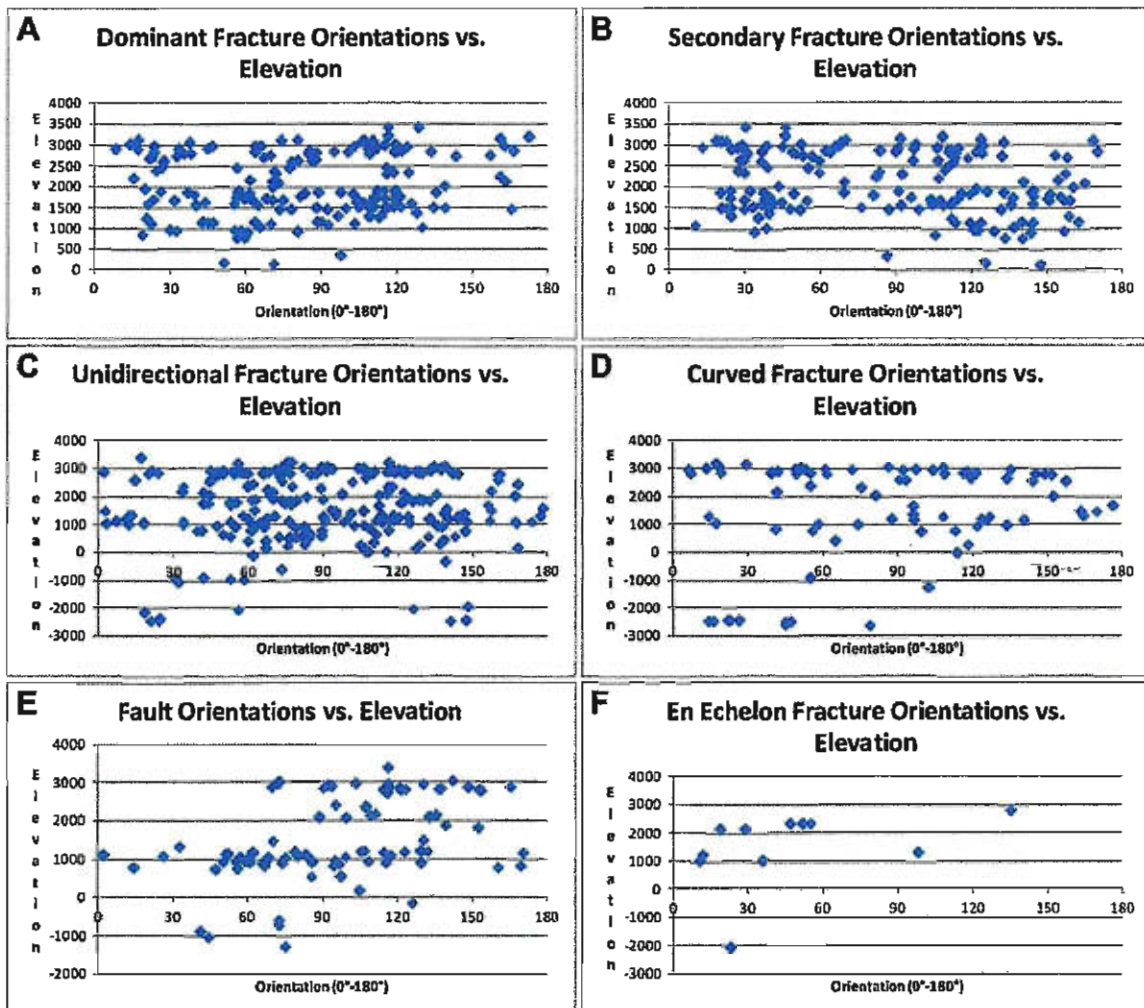 A
Dominant Fracture Orientations vs.
Elevation
Elevation
4000
3500
3000
2500
2000
1500
1000
500
0
0 30 60 90 120 150 180
Orientation (0°-180°)
B
Secondary Fracture Orientations vs.
Elevation
Elevation
4000
3500
3000
2500
2000
1500
1000
500
0
0 30 60 90 120 150 180
Orientation (0°-180°)
C
Unidirectional Fracture Orientations vs.
Elevation
Elevation
4000
3000
2000
1000
0
-1000
-2000
-3000
0 30 60 90 120 150 180
Orientation (0°-180°)
D
Curved Fracture Orientations vs.
Elevation
Elevation
4000
3000
2000
1000
0
-1000
-2000
-3000
0 30 60 90 120 150 180
Orientation (0°-180°)
E
Fault Orientations vs. Elevation
Elevation
4000
3000
2000
1000
0
-1000
-2000
0 30 60 90 120 150 180
Orientation (0°-180°)
F
En Echelon Fracture Orientations vs.
Elevation
Elevation
4000
3000
2000
1000
0
-1000
-2000
-3000
0 30 60 90 120 150 180
Orientation (0°-180°)